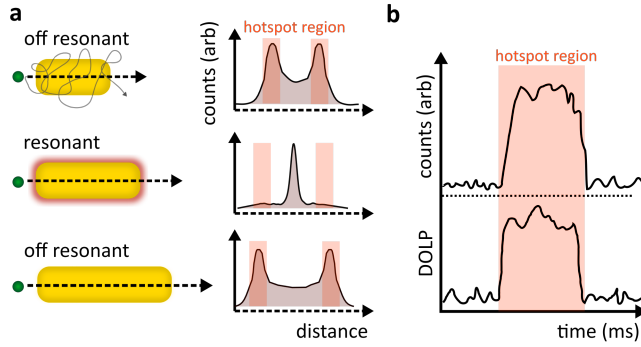 a
off resonant
resonant
off resonant
counts (arb)
hotspot region
distance
b
hotspot region
counts (arb)
DOLP
time (ms)